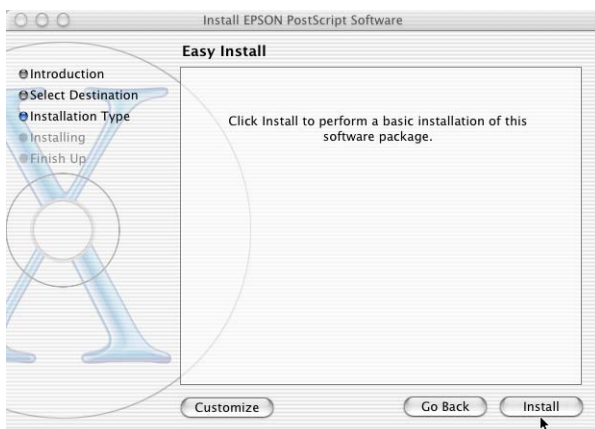 Install EPSON PostScript Software
Easy Install
Introduction
Select Destination
Installation Type
Installing
Finish Up
Click Install to perform a basic installation of this
software package.
Customize
Go Back
Install